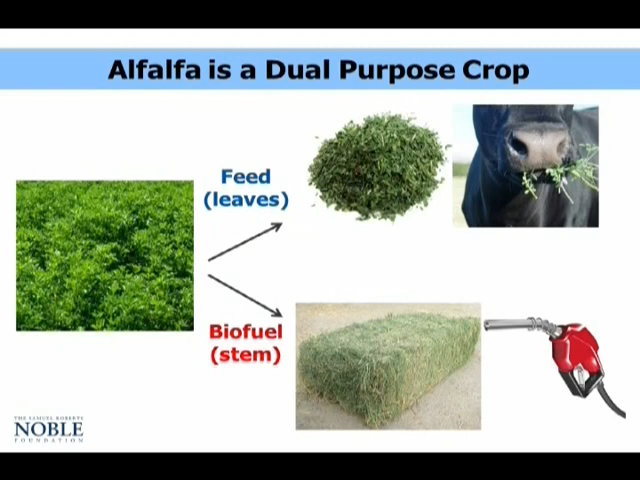 Alfalfa is a Dual Purpose Crop
Feed
(leaves)
Biofuel
(stem)
THE SAMUEL ROBERTS
NOBLE
FOUNDATION